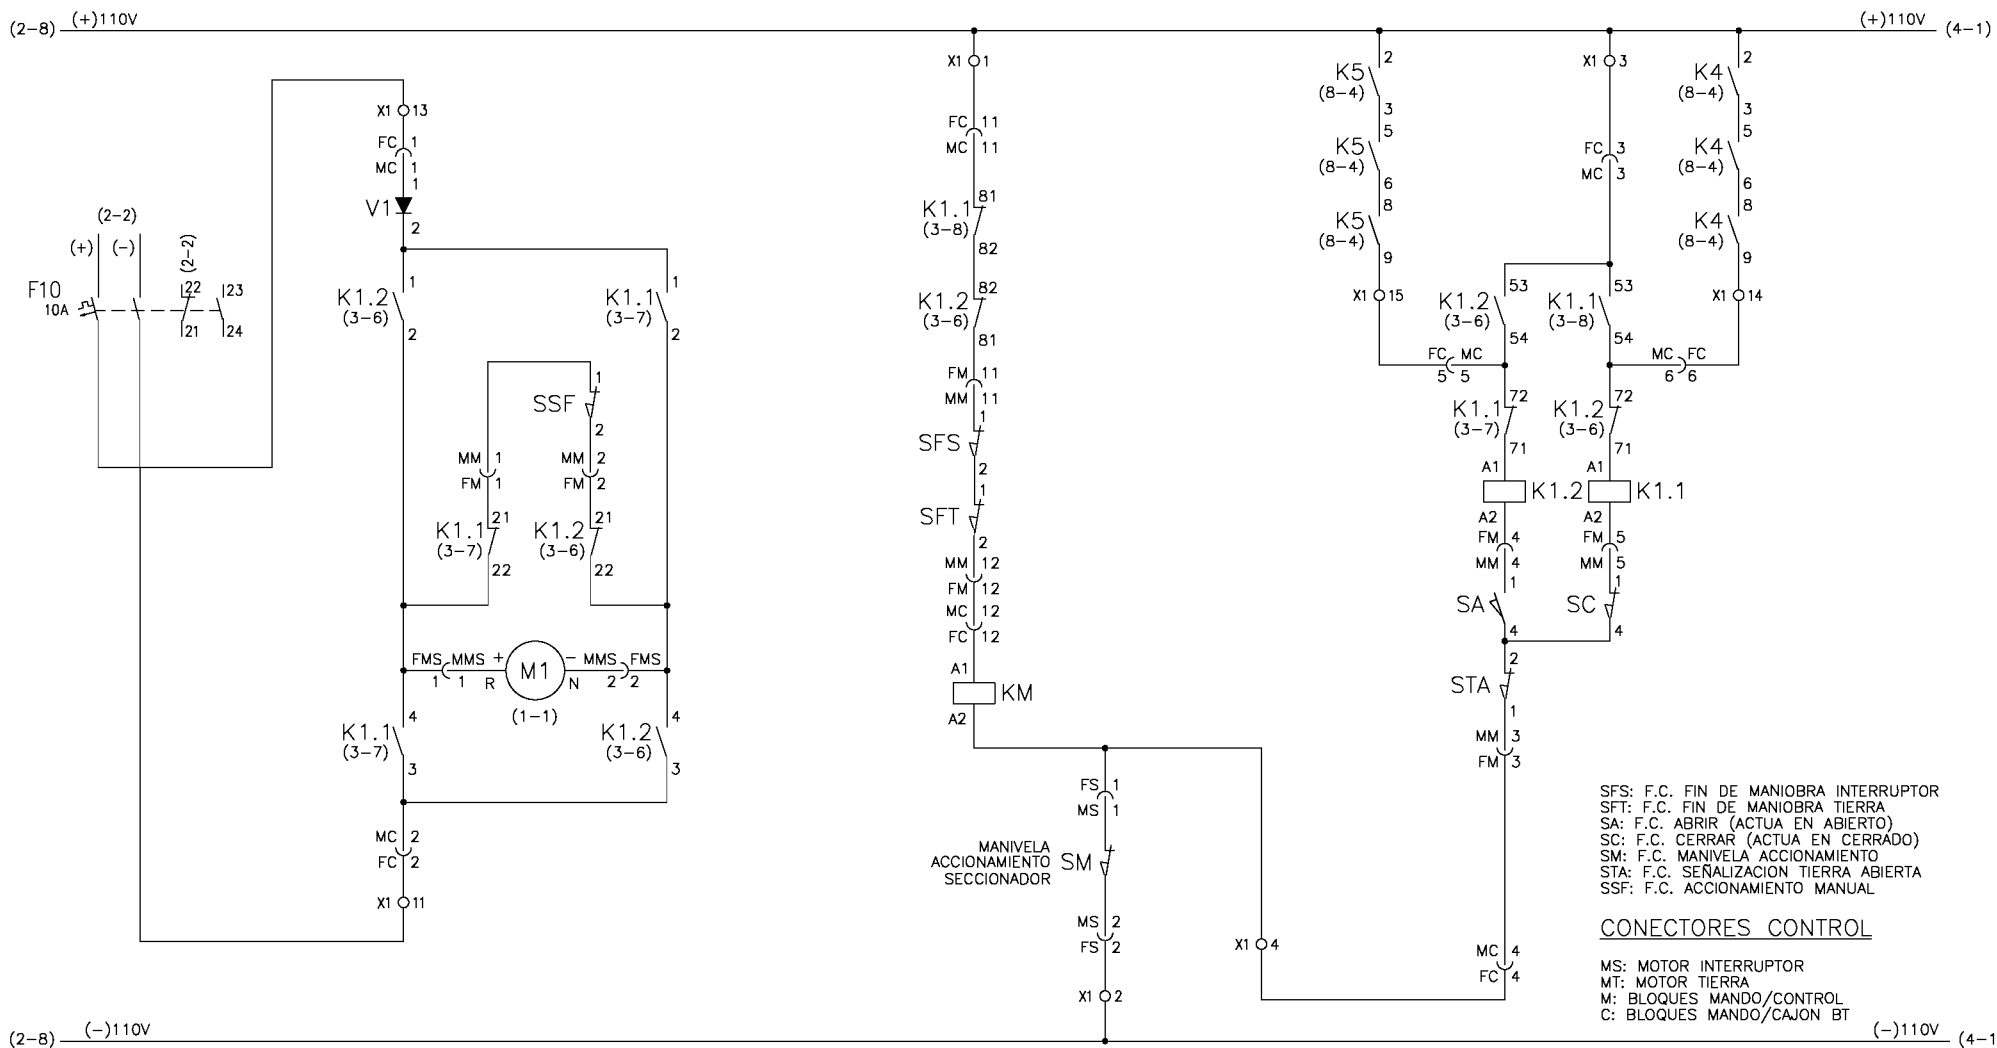 (2-8) (+)110V (+)110V (4-1)
X1 13
FC 1
MC 1
1
V1
2
(2-2)
(+) (-) (2-2)
F10
10A
22 23
21 24
1
K1.2
(3-6)
2
1
K1.1
(3-7)
2
1
SSF
2
MM 1
FM 1
MM 2
FM 2
21
K1.1
(3-7)
22
21
K1.2
(3-6)
22
FMS MMS + - MMS FMS
1 1 R M1 N 2 2
(1-1)
4
K1.1
(3-7)
3
4
K1.2
(3-6)
3
MC 2
FC 2
X1 11
X1 1
FC 11
MC 11
81
K1.1
(3-8)
82
82
K1.2
(3-6)
81
FM 11
MM 11
1
SFS
2
1
SFT
2
MM 12
FM 12
MC 12
FC 12
A1
KM
A2
FS 1
MS 1
MANIVELA
ACCIONAMIENTO
SECCIONADOR
SM
MS 2
FS 2
X1 2
X1 4
2
K5
(8-4)
3
5
K5
(8-4)
6
8
K5
(8-4)
9
X1 15
X1 3
FC 3
MC 3
2
K4
(8-4)
3
5
K4
(8-4)
6
8
K4
(8-4)
9
X1 14
53
K1.2
(3-6)
54
53
K1.1
(3-8)
54
FC MC
5 5
MC FC
6 6
72
K1.1
(3-7)
71
72
K1.2
(3-6)
71
A1
K1.2
A2
A1
K1.1
A2
FM 4
MM 4
FM 5
MM 5
1
SA
4
1
SC
4
2
STA
1
MM 3
FM 3
MC 4
FC 4
SFS: F.C. FIN DE MANIOBRA INTERRUPTOR
SFT: F.C. FIN DE MANIOBRA TIERRA
SA: F.C. ABRIR (ACTUA EN ABIERTO)
SC: F.C. CERRAR (ACTUA EN CERRADO)
SM: F.C. MANIVELA ACCIONAMIENTO
STA: F.C. SEÑALIZACION TIERRA ABIERTA
SSF: F.C. ACCIONAMIENTO MANUAL
CONECTORES CONTROL
MS: MOTOR INTERRUPTOR
MT: MOTOR TIERRA
M: BLOQUES MANDO/CONTROL
C: BLOQUES MANDO/CAJON BT
(2-8) (-)110V (-)110V (4-1